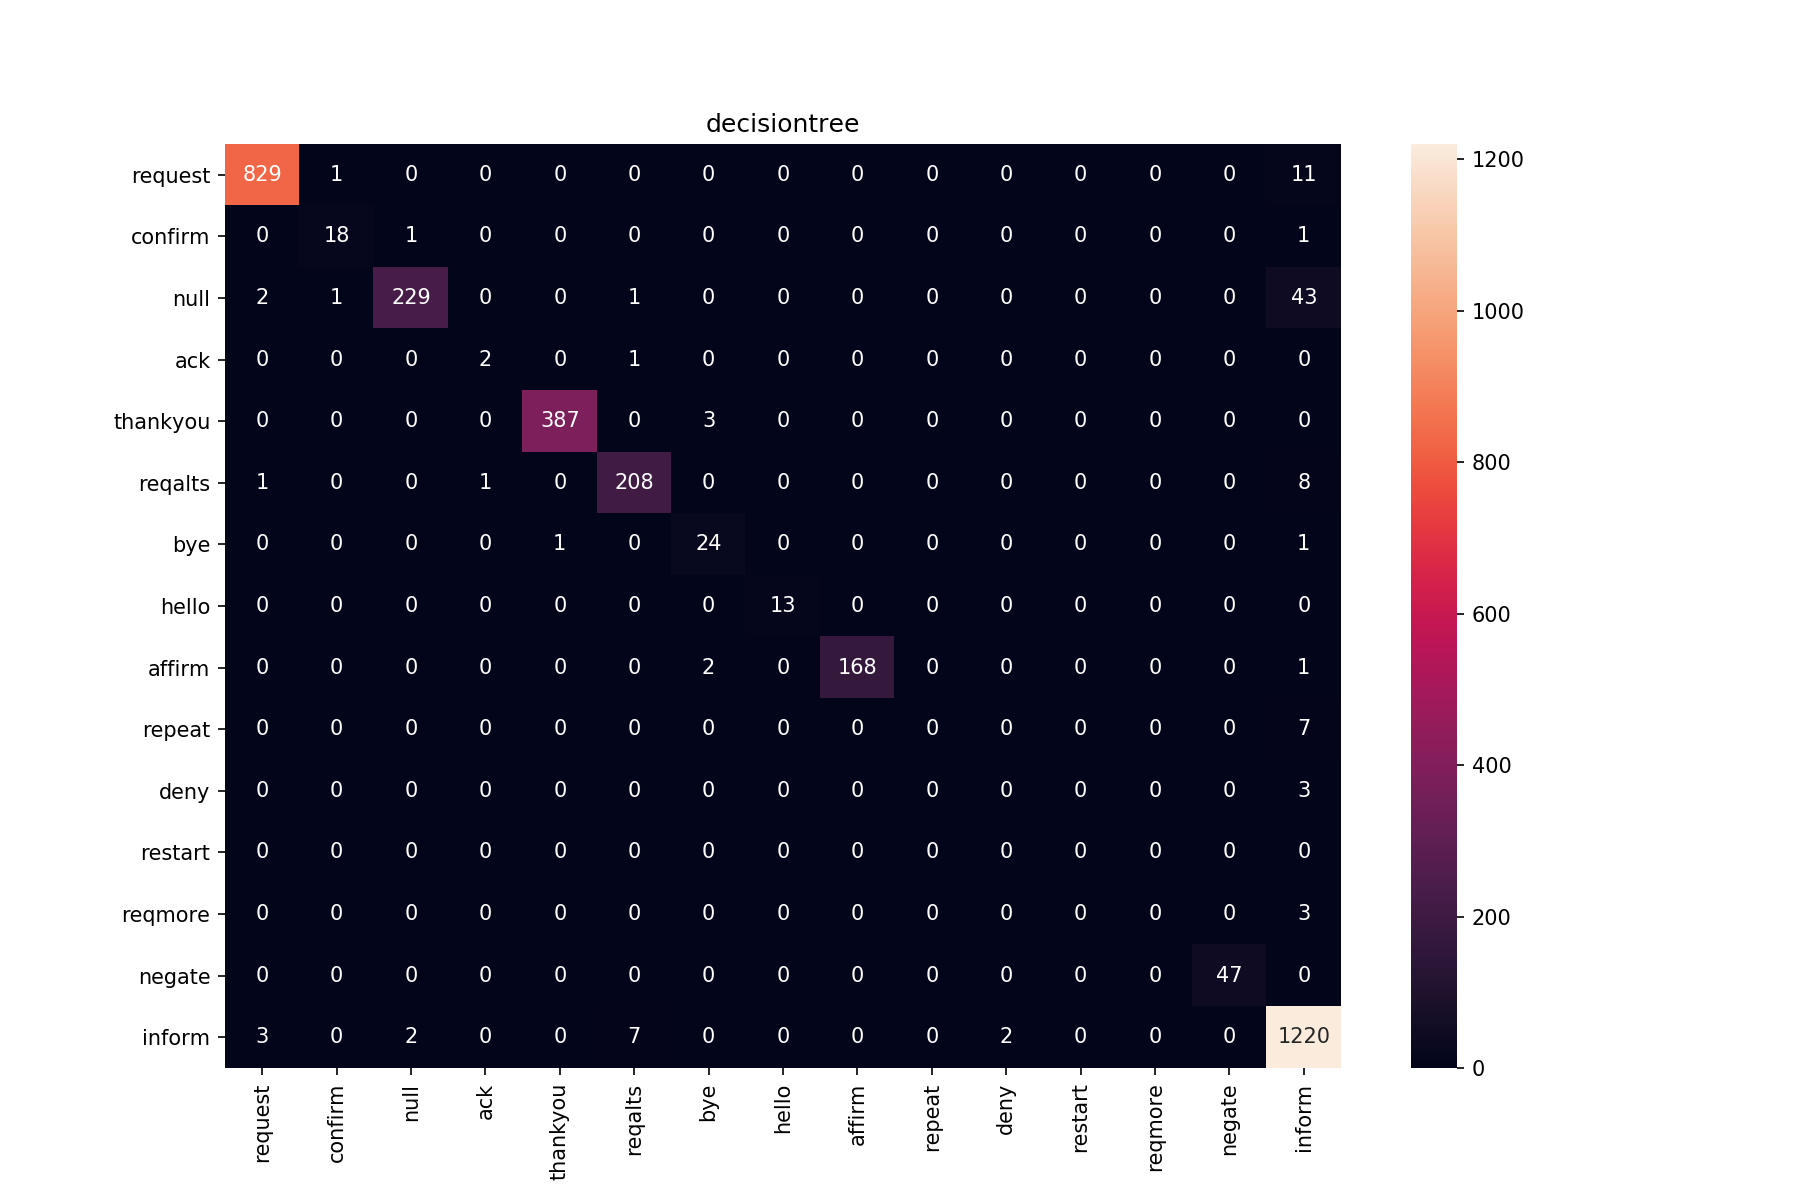 decisiontree
request 829 1 0 0 0 0 0 0 0 0 0 0 0 0 11
confirm 0 18 1 0 0 0 0 0 0 0 0 0 0 0 1
null 2 1 229 0 0 1 0 0 0 0 0 0 0 0 43
ack 0 0 0 2 0 1 0 0 0 0 0 0 0 0 0
thankyou 0 0 0 0 387 0 3 0 0 0 0 0 0 0 0
reqalts 1 0 0 1 0 208 0 0 0 0 0 0 0 0 8
bye 0 0 0 0 1 0 24 0 0 0 0 0 0 0 1
hello 0 0 0 0 0 0 0 13 0 0 0 0 0 0 0
affirm 0 0 0 0 0 0 2 0 168 0 0 0 0 0 1
repeat 0 0 0 0 0 0 0 0 0 0 0 0 0 0 7
deny 0 0 0 0 0 0 0 0 0 0 0 0 0 0 3
restart 0 0 0 0 0 0 0 0 0 0 0 0 0 0 0
reqmore 0 0 0 0 0 0 0 0 0 0 0 0 0 0 3
negate 0 0 0 0 0 0 0 0 0 0 0 0 0 47 0
inform 3 0 2 0 0 7 0 0 0 0 2 0 0 0 1220
request confirm null ack thankyou reqalts bye hello affirm repeat deny restart reqmore negate inform
1200
1000
800
600
400
200
0